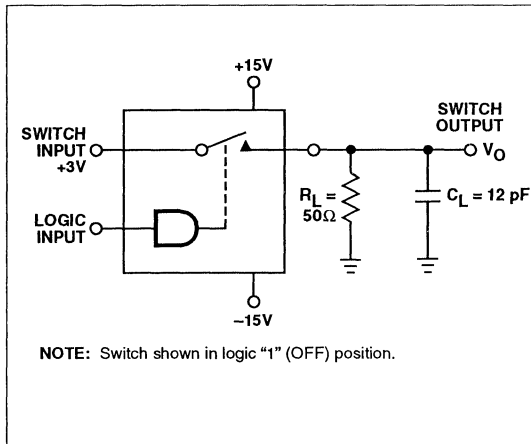 +15V
SWITCH
INPUT
+3V
SWITCH
OUTPUT
VO
LOGIC
INPUT
RL =
50Ω
CL = 12 pF
–15V
NOTE: Switch shown in logic "1" (OFF) position.